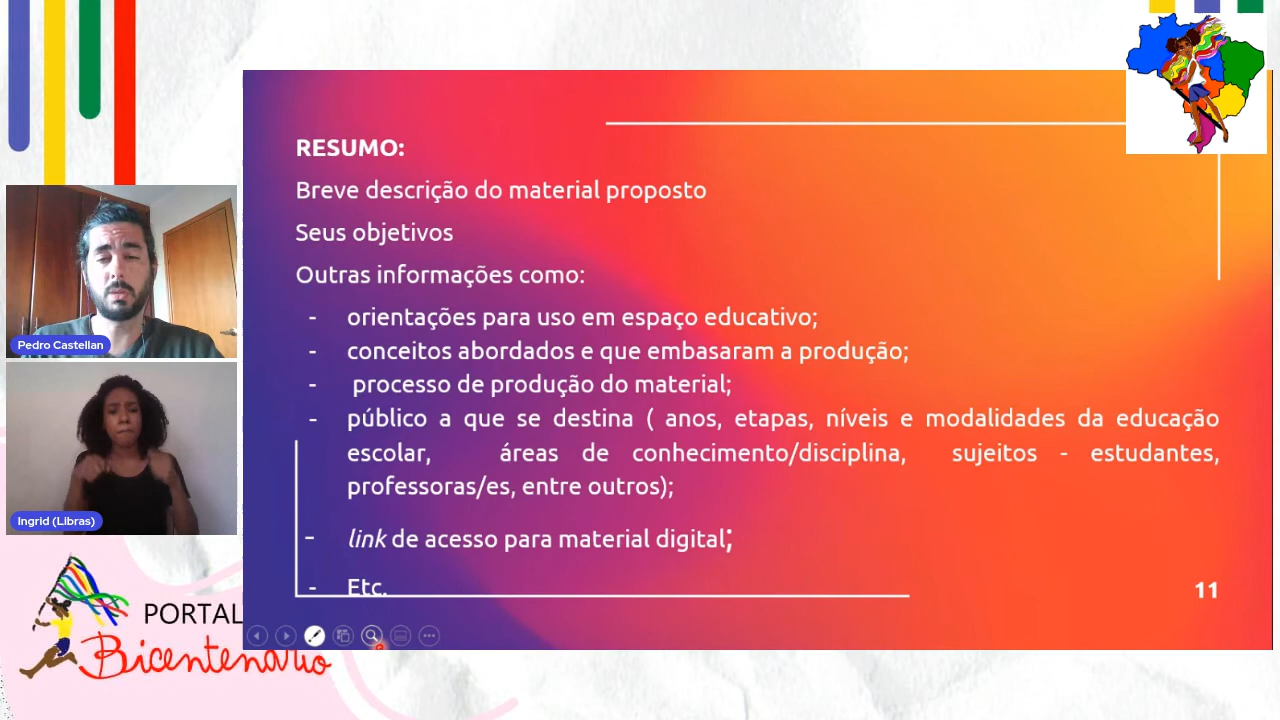 RESUMO:
Breve descrição do material proposto
Seus objetivos
Outras informações como:
- orientações para uso em espaço educativo;
- conceitos abordados e que embasaram a produção;
- processo de produção do material;
- público a que se destina ( anos, etapas, níveis e modalidades da educação
escolar, áreas de conhecimento/disciplina, sujeitos - estudantes,
professoras/es, entre outros);
- link de acesso para material digital;
- Etc.
11
Pedro Castellan
Ingrid (Libras)
PORTAL
Bicentenário